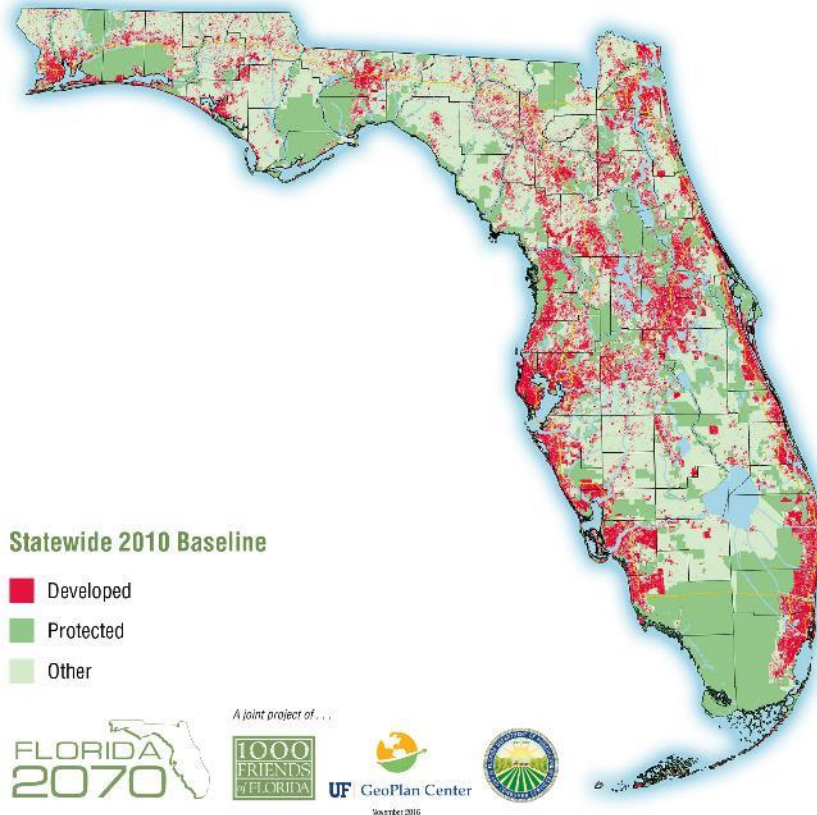 Statewide 2010 Baseline
Developed
Protected
Other
A joint project of . . .
FLORIDA
2070
1000
FRIENDS
of FLORIDA
UF GeoPlan Center
November 2016